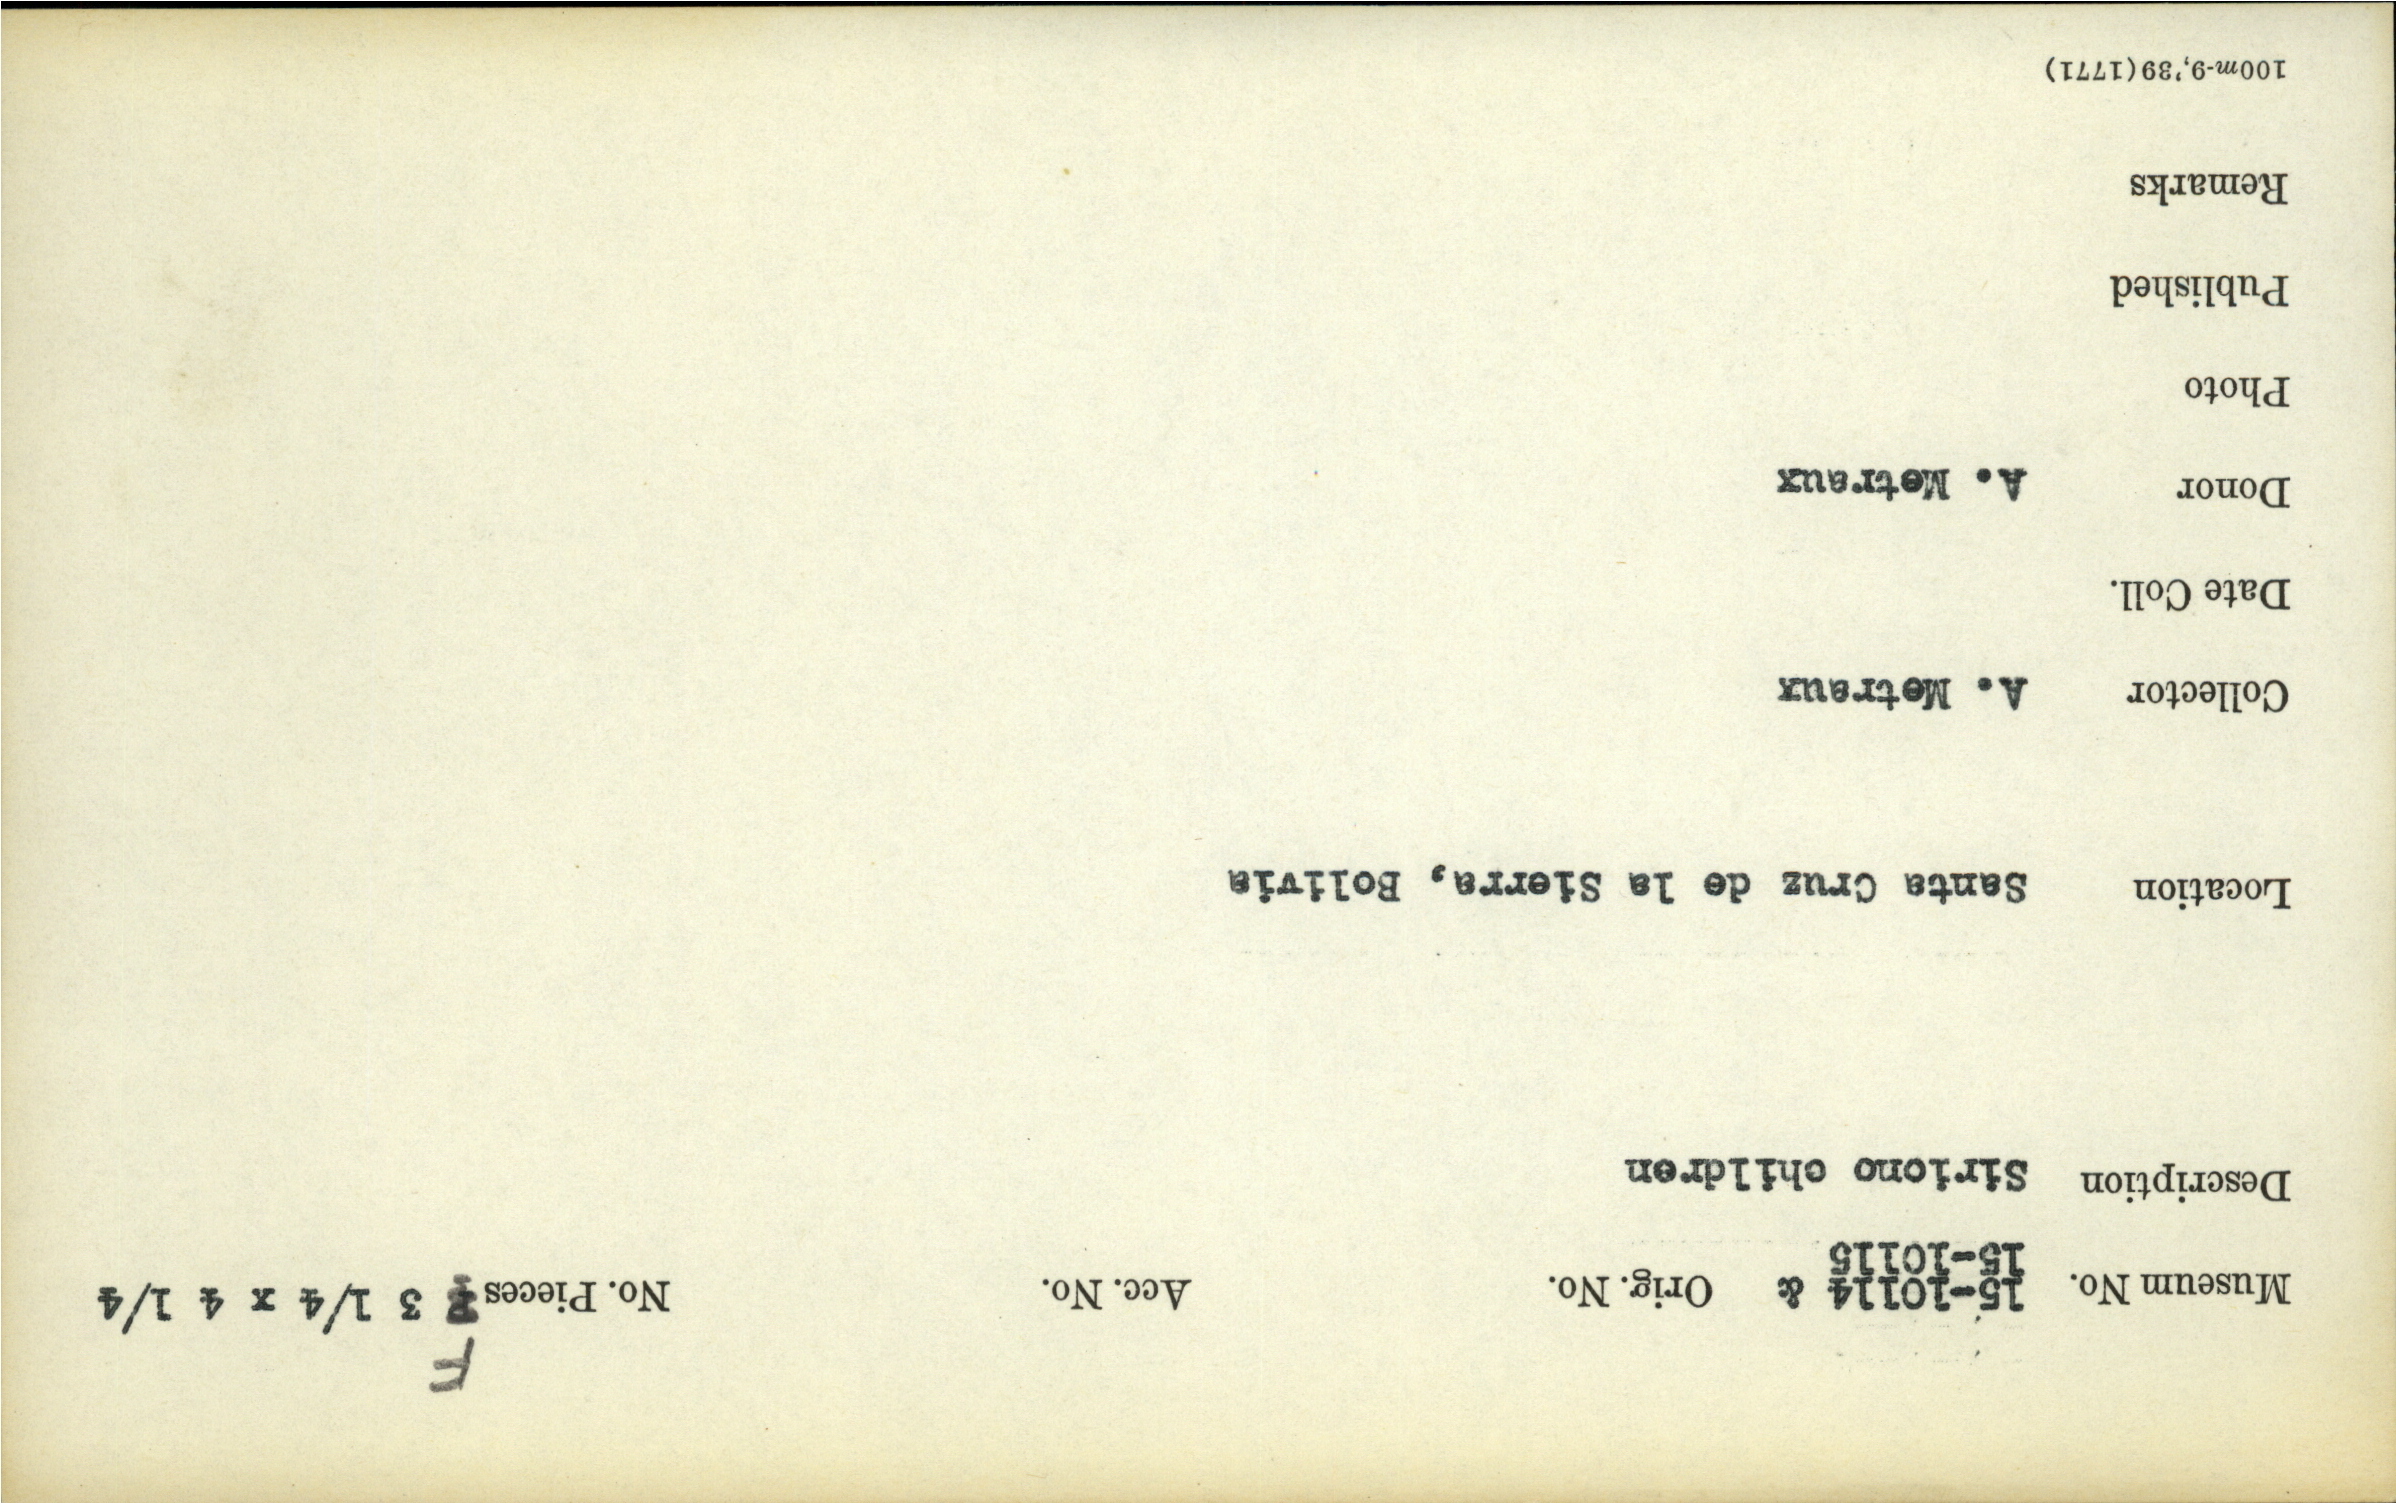 F
Museum No. 15-10114 & Orig. No. Acc. No. No. Pieces 3 1/4 x 4 1/4
15-10115
Description Siriono children
Location Santa Cruz de la Sierra, Bolivia
Collector A. Metraux
Date Coll.
Donor A. Metraux
Photo
Published
Remarks
100m-9,'39(1771)